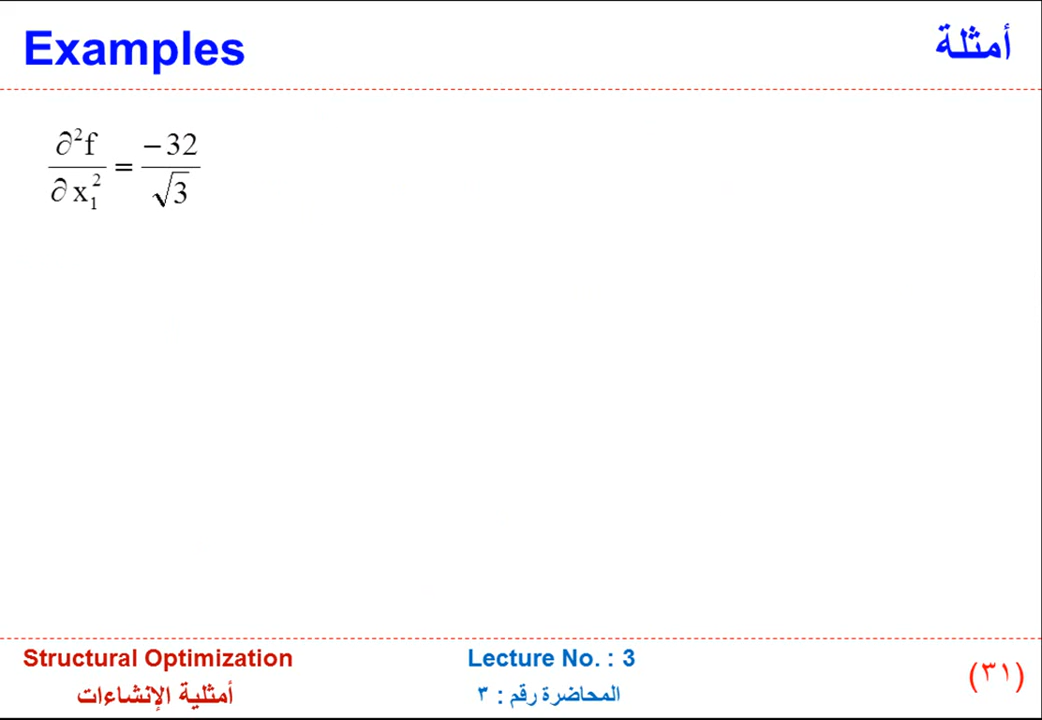 Examples
أمثلة
∂²f / ∂x₁² = −32 / √3
Structural Optimization
Lecture No. : 3
(٣١)
أمثلية الإنشاءات
المحاضرة رقم : ٣